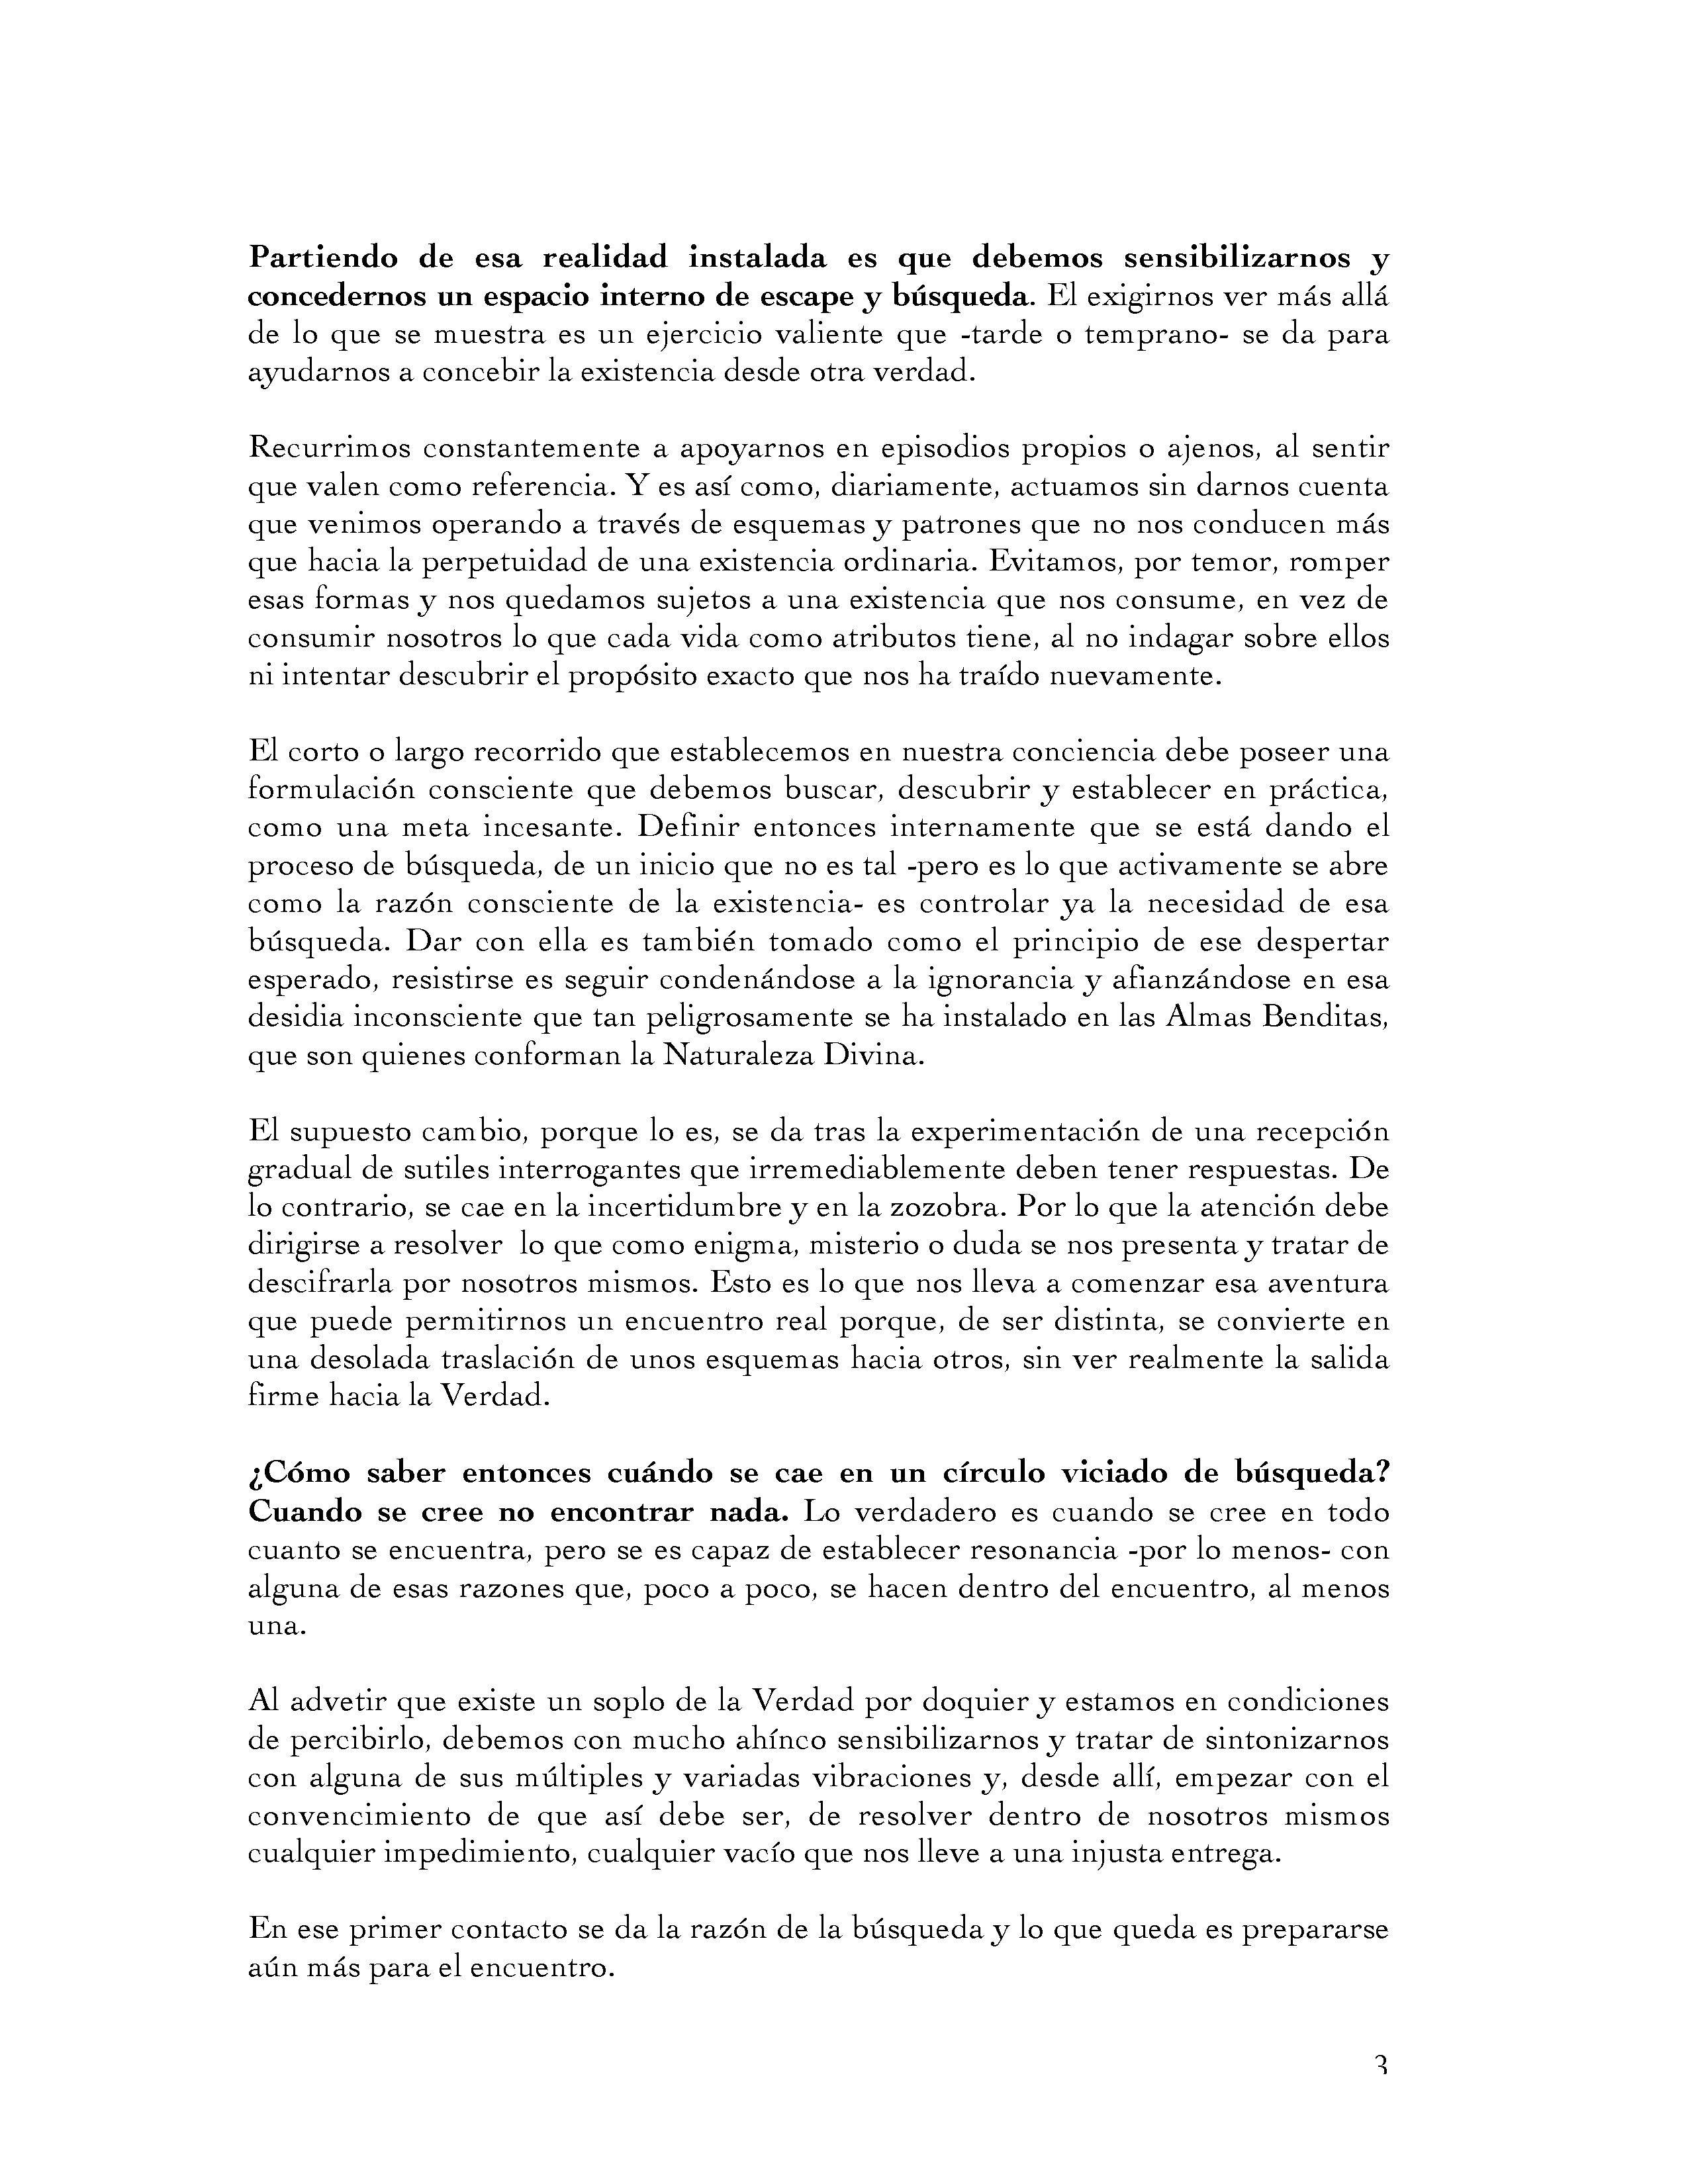 Partiendo de esa realidad instalada es que debemos sensibilizarnos y
concedernos un espacio interno de escape y búsqueda. El exigirnos ver más allá
de lo que se muestra es un ejercicio valiente que -tarde o temprano- se da para
ayudarnos a concebir la existencia desde otra verdad.
Recurrimos constantemente a apoyarnos en episodios propios o ajenos, al sentir
que valen como referencia. Y es así como, diariamente, actuamos sin darnos cuenta
que venimos operando a través de esquemas y patrones que no nos conducen más
que hacia la perpetuidad de una existencia ordinaria. Evitamos, por temor, romper
esas formas y nos quedamos sujetos a una existencia que nos consume, en vez de
consumir nosotros lo que cada vida como atributos tiene, al no indagar sobre ellos
ni intentar descubrir el propósito exacto que nos ha traído nuevamente.
El corto o largo recorrido que establecemos en nuestra conciencia debe poseer una
formulación consciente que debemos buscar, descubrir y establecer en práctica,
como una meta incesante. Definir entonces internamente que se está dando el
proceso de búsqueda, de un inicio que no es tal -pero es lo que activamente se abre
como la razón consciente de la existencia- es controlar ya la necesidad de esa
búsqueda. Dar con ella es también tomado como el principio de ese despertar
esperado, resistirse es seguir condenándose a la ignorancia y afianzándose en esa
desidia inconsciente que tan peligrosamente se ha instalado en las Almas Benditas,
que son quienes conforman la Naturaleza Divina.
El supuesto cambio, porque lo es, se da tras la experimentación de una recepción
gradual de sutiles interrogantes que irremediablemente deben tener respuestas. De
lo contrario, se cae en la incertidumbre y en la zozobra. Por lo que la atención debe
dirigirse a resolver  lo que como enigma, misterio o duda se nos presenta y tratar de
descifrarla por nosotros mismos. Esto es lo que nos lleva a comenzar esa aventura
que puede permitirnos un encuentro real porque, de ser distinta, se convierte en
una desolada traslación de unos esquemas hacia otros, sin ver realmente la salida
firme hacia la Verdad.
¿Cómo saber entonces cuándo se cae en un círculo viciado de búsqueda?
Cuando se cree no encontrar nada. Lo verdadero es cuando se cree en todo
cuanto se encuentra, pero se es capaz de establecer resonancia -por lo menos- con
alguna de esas razones que, poco a poco, se hacen dentro del encuentro, al menos
una.
Al advetir que existe un soplo de la Verdad por doquier y estamos en condiciones
de percibirlo, debemos con mucho ahínco sensibilizarnos y tratar de sintonizarnos
con alguna de sus múltiples y variadas vibraciones y, desde allí, empezar con el
convencimiento de que así debe ser, de resolver dentro de nosotros mismos
cualquier impedimiento, cualquier vacío que nos lleve a una injusta entrega.
En ese primer contacto se da la razón de la búsqueda y lo que queda es prepararse
aún más para el encuentro.
3